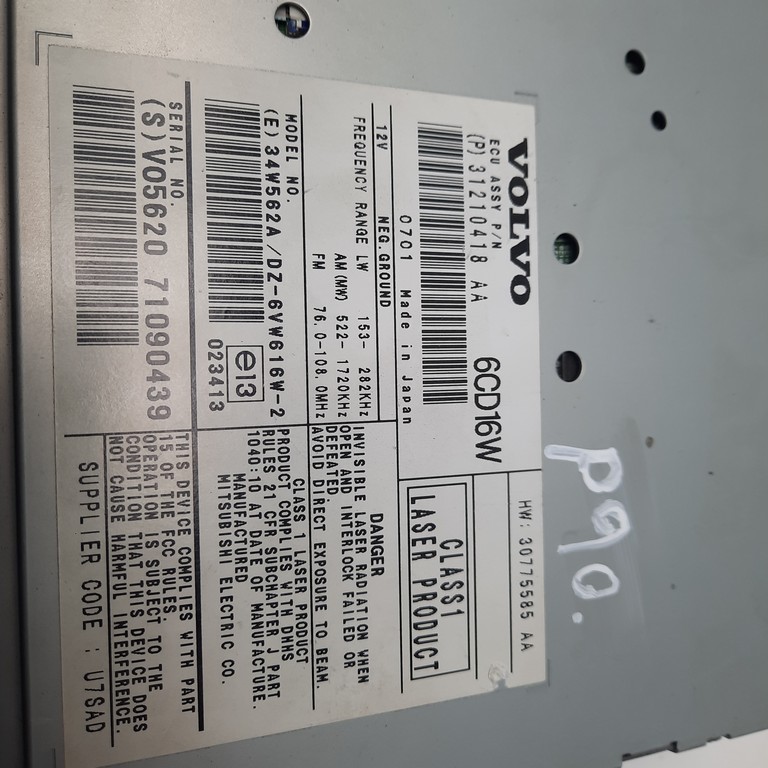 VOLVO
6CD16W
HW: 30775585 AA
ECU ASSY P/N
(P) 31210418 AA
0701 Made in Japan
CLASS1
LASER PRODUCT
12V NEG.GROUND
FREQUENCY RANGE LW 153- 282KHz
AM(MW) 522- 1720KHz
FM 76.0-108.0MHz
DANGER
INVISIBLE LASER RADIATION WHEN
OPEN AND INTERLOCK FAILED OR
DEFEATED.
AVOID DIRECT EXPOSURE TO BEAM.
MODEL NO.
(E) 34W562A/DZ-6VW616W-2
e13
023413
CLASS 1 LASER PRODUCT
PRODUCT COMPLIES WITH DHHS
RULES 21 CFR SUBCHAPTER J PART
1040:10 AT DATE OF MANUFACTURE.
MANUFACTURED
MITSUBISHI ELECTRIC CO.
SERIAL NO.
(S) V05620 71090439
THIS DEVICE COMPLIES WITH PART
15 OF THE FCC RULES.
OPERATION IS SUBJECT TO THE
CONDITION THAT THIS DEVICE DOES
NOT CAUSE HARMFUL INTERFERENCE.
SUPPLIER CODE : U7SAD
P90.